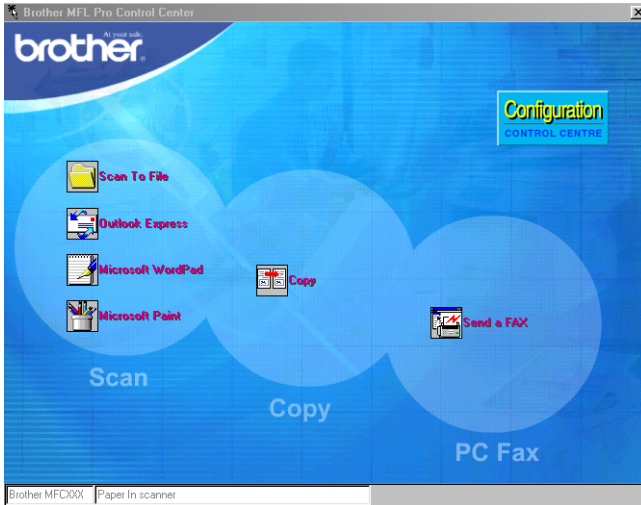 Brother MFL Pro Control Center
At your side.
brother
Configuration
CONTROL CENTRE
Scan To File
Outlook Express
Microsoft WordPad
Microsoft Paint
Copy
Send a FAX
Scan
Copy
PC Fax
Brother MFCXXX Paper In scanner